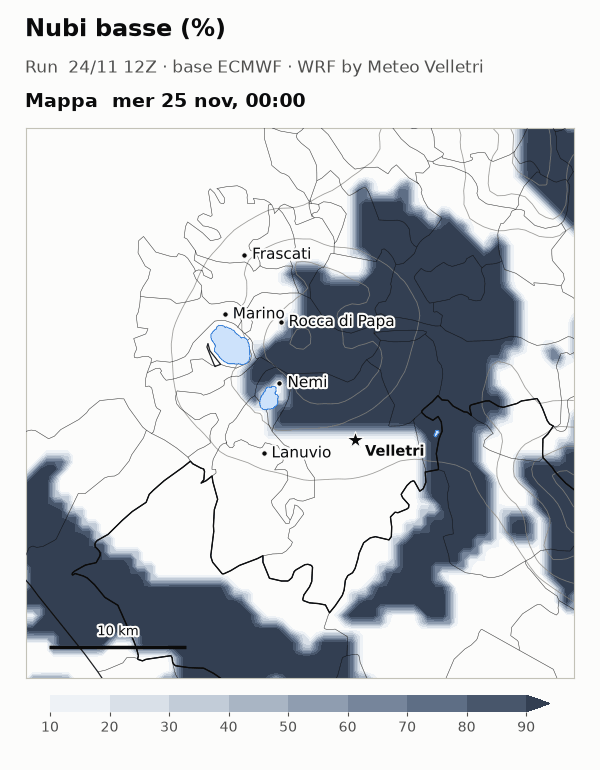 Nubi basse (%)
Run  24/11 12Z · base ECMWF · WRF by Meteo Velletri
Mappa  mer 25 nov, 00:00
Frascati
Marino
Rocca di Papa
Nemi
Velletri
Lanuvio
10 km
10 20 30 40 50 60 70 80 90